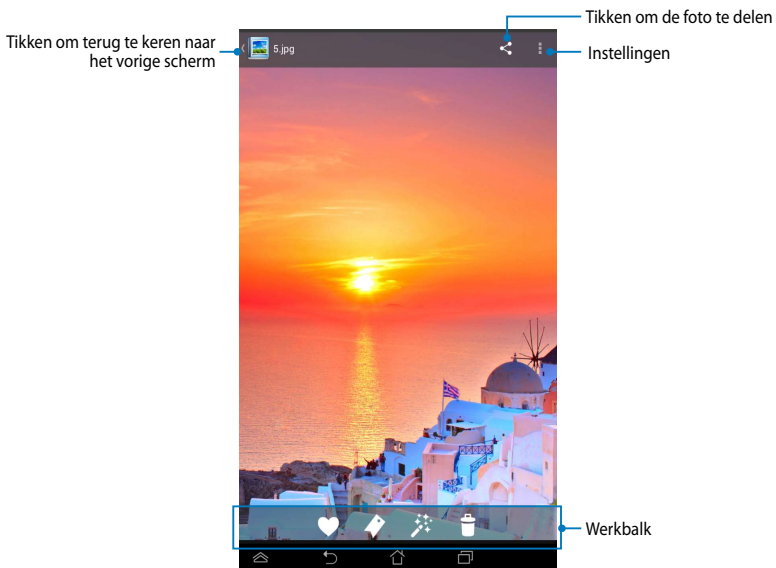 Tikken om de foto te delen
Tikken om terug te keren naar
het vorige scherm
5.jpg
Instellingen
Werkbalk